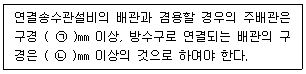 연결송수관설비의 배관과 겸용할 경우의 주배관은
구경 ( ㉠ )㎜ 이상, 방수구로 연결되는 배관의 구
경은 ( ㉡ )㎜ 이상의 것으로 하여야 한다.